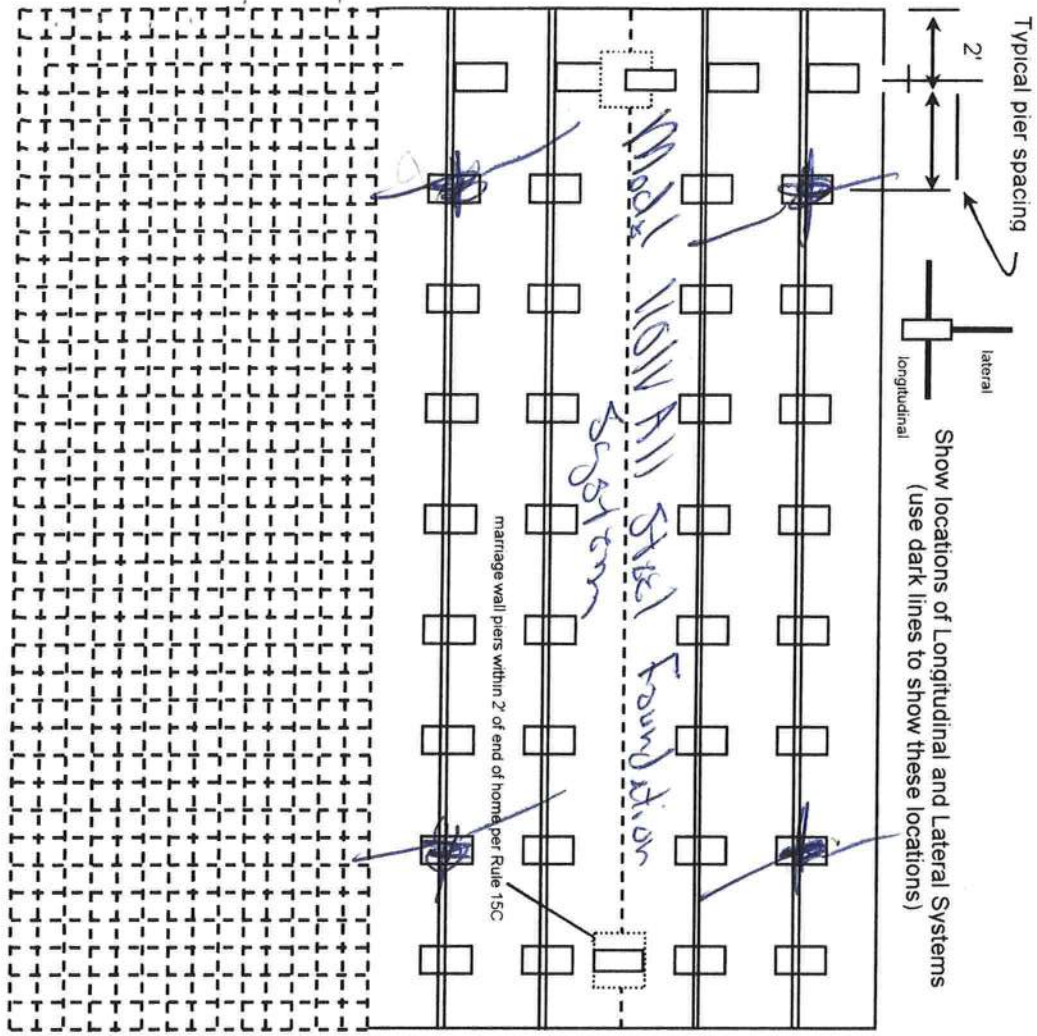 Typical pier spacing
2'
lateral
longitudinal
Show locations of Longitudinal and Lateral Systems
(use dark lines to show these locations)
Model 1101V All Steel Foundation
System
marriage wall piers within 2' of end of home per Rule 15C